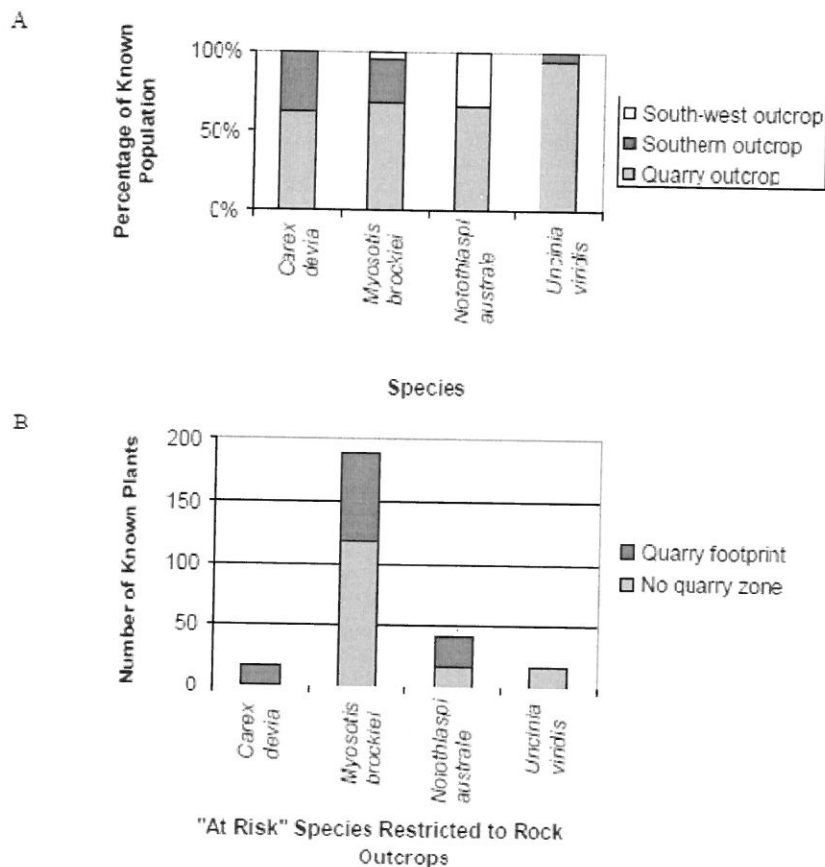 A
Percentage of Known
Population
100%
50%
0%
Carex
devia
Myosotis
brockiei
Notothlaspi
australe
Uncinia
viridis
Species
South-west outcrop
Southern outcrop
Quarry outcrop
B
Number of Known Plants
200
150
100
50
0
Carex
devia
Myosotis
brockiei
Notothlaspi
australe
Uncinia
viridis
"At Risk" Species Restricted to Rock
Outcrops
Quarry footprint
No quarry zone